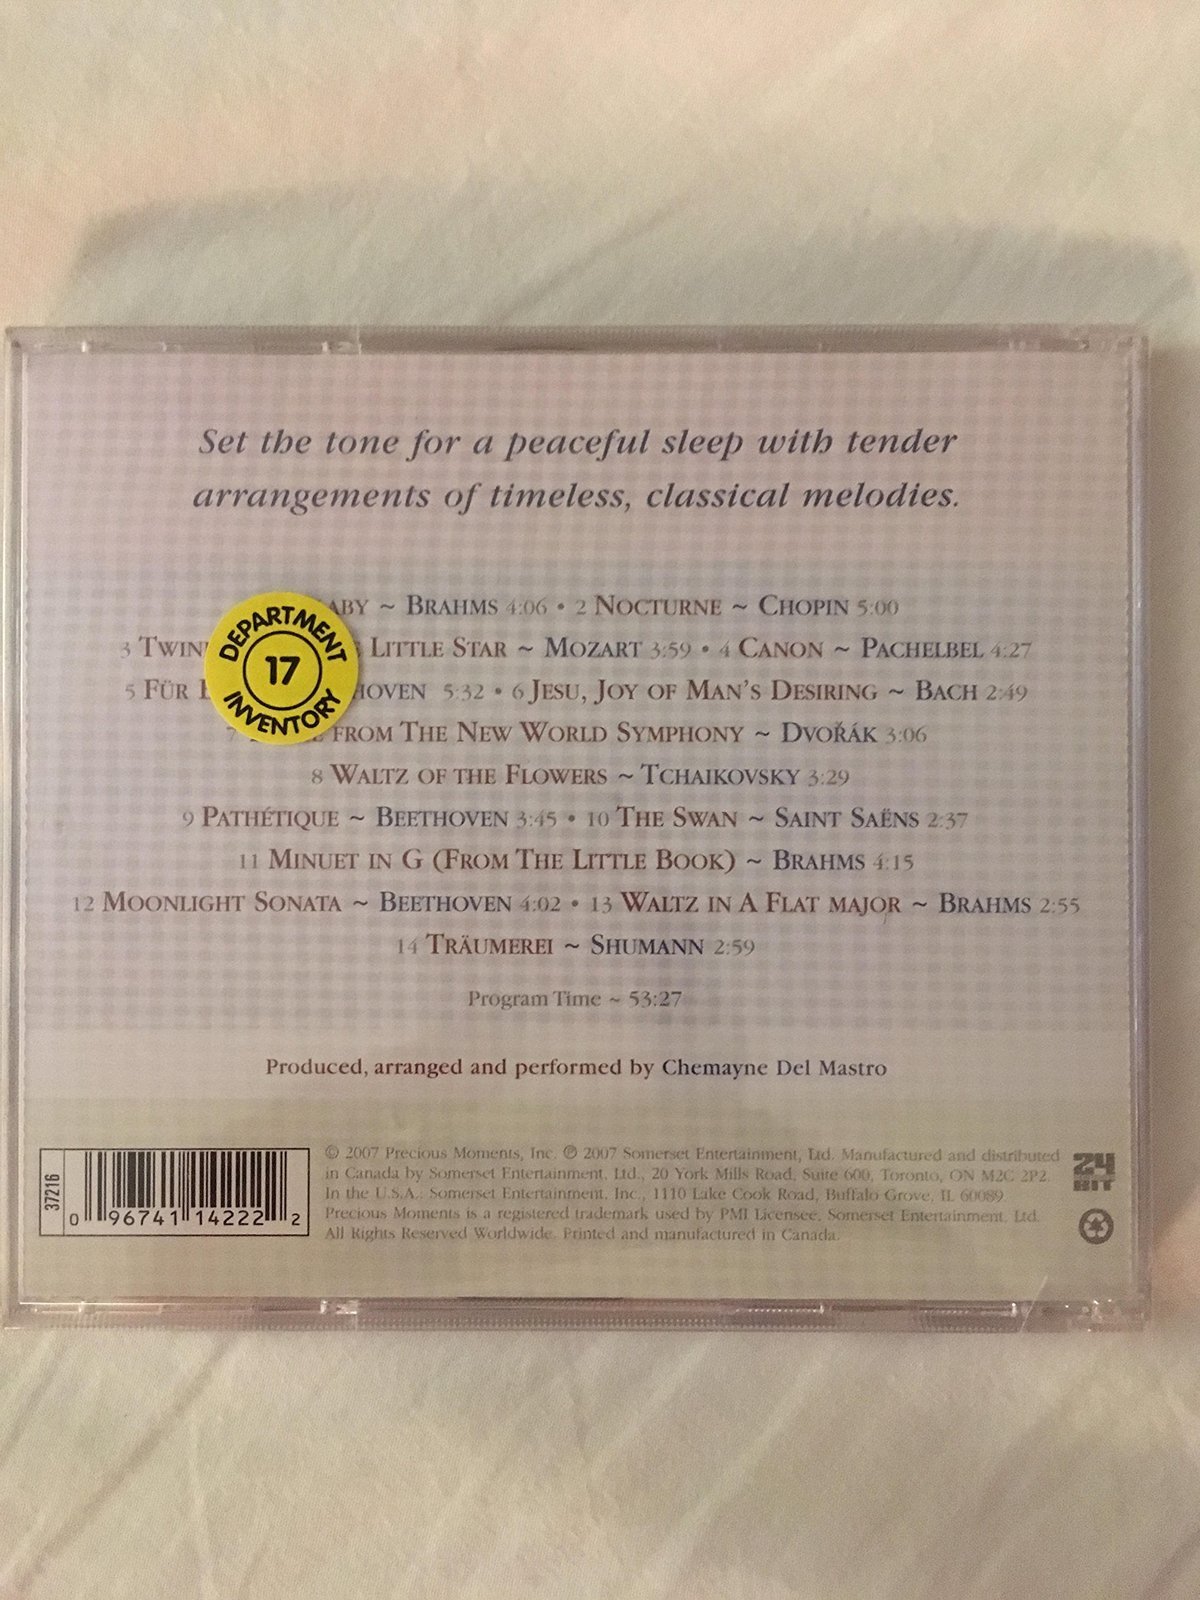 Set the tone for a peaceful sleep with tender
arrangements of timeless, classical melodies.
ABY ~ BRAHMS 4:06 • 2 NOCTURNE ~ CHOPIN 5:00
3 TWIN LITTLE STAR ~ MOZART 3:59 • 4 CANON ~ PACHELBEL 4:27
5 FÜR HOVEN 5:32 • 6 JESU, JOY OF MAN'S DESIRING ~ BACH 2:49
7 FROM THE NEW WORLD SYMPHONY ~ DVOŘÁK 3:06
DEPARTMENT
17
INVENTORY
8 WALTZ OF THE FLOWERS ~ TCHAIKOVSKY 3:29
9 PATHÉTIQUE ~ BEETHOVEN 3:45 • 10 THE SWAN ~ SAINT SAËNS 2:37
11 MINUET IN G (FROM THE LITTLE BOOK) ~ BRAHMS 4:15
12 MOONLIGHT SONATA ~ BEETHOVEN 4:02 • 13 WALTZ IN A FLAT MAJOR ~ BRAHMS 2:55
14 TRÄUMEREI ~ SHUMANN 2:59
Program Time ~ 53:27
Produced, arranged and performed by Chemayne Del Mastro
37216
0 96741 14222 2
© 2007 Precious Moments, Inc. ℗ 2007 Somerset Entertainment, Ltd. Manufactured and distributed
in Canada by Somerset Entertainment, Ltd., 20 York Mills Road, Suite 600, Toronto, ON M2C 2P2.
In the U.S.A.: Somerset Entertainment, Inc., 1110 Lake Cook Road, Buffalo Grove, IL 60089.
Precious Moments is a registered trademark used by PMI Licensee, Somerset Entertainment, Ltd.
All Rights Reserved Worldwide. Printed and manufactured in Canada.
24
BIT